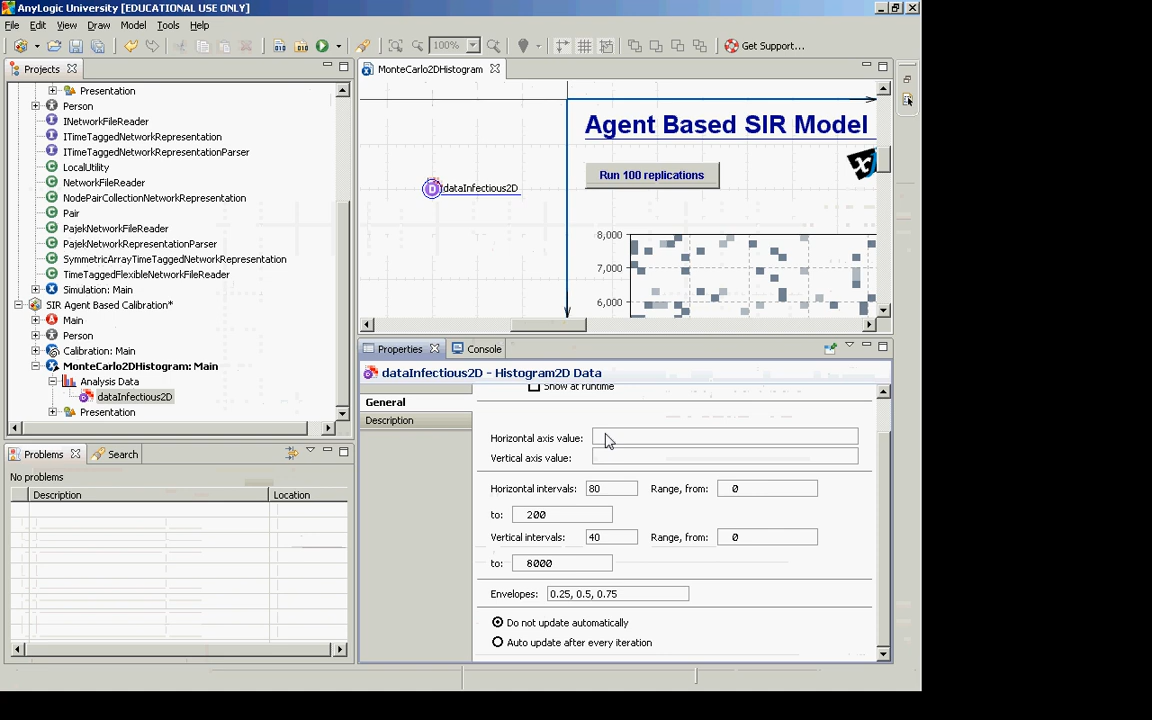 AnyLogic University [EDUCATIONAL USE ONLY]
File Edit View Draw Model Tools Help
100% Get Support...
Projects
Presentation
Person
INetworkFileReader
ITimeTaggedNetworkRepresentation
ITimeTaggedNetworkRepresentationParser
LocalUtility
NetworkFileReader
NodePairCollectionNetworkRepresentation
Pair
PajekNetworkFileReader
PajekNetworkRepresentationParser
SymmetricArrayTimeTaggedNetworkRepresentation
TimeTaggedFlexibleNetworkFileReader
Simulation: Main
SIR Agent Based Calibration*
Main
Person
Calibration: Main
MonteCarlo2DHistogram: Main
Analysis Data
dataInfectious2D
Presentation
Problems Search
No problems
Description Location
MonteCarlo2DHistogram
Agent Based SIR Model
Run 100 replications
dataInfectious2D
8,000
7,000
6,000
Properties Console
dataInfectious2D - Histogram2D Data
General
Description
Show at runtime
Horizontal axis value:
Vertical axis value:
Horizontal intervals: 80 Range, from: 0
to: 200
Vertical intervals: 40 Range, from: 0
to: 8000
Envelopes: 0.25, 0.5, 0.75
Do not update automatically
Auto update after every iteration